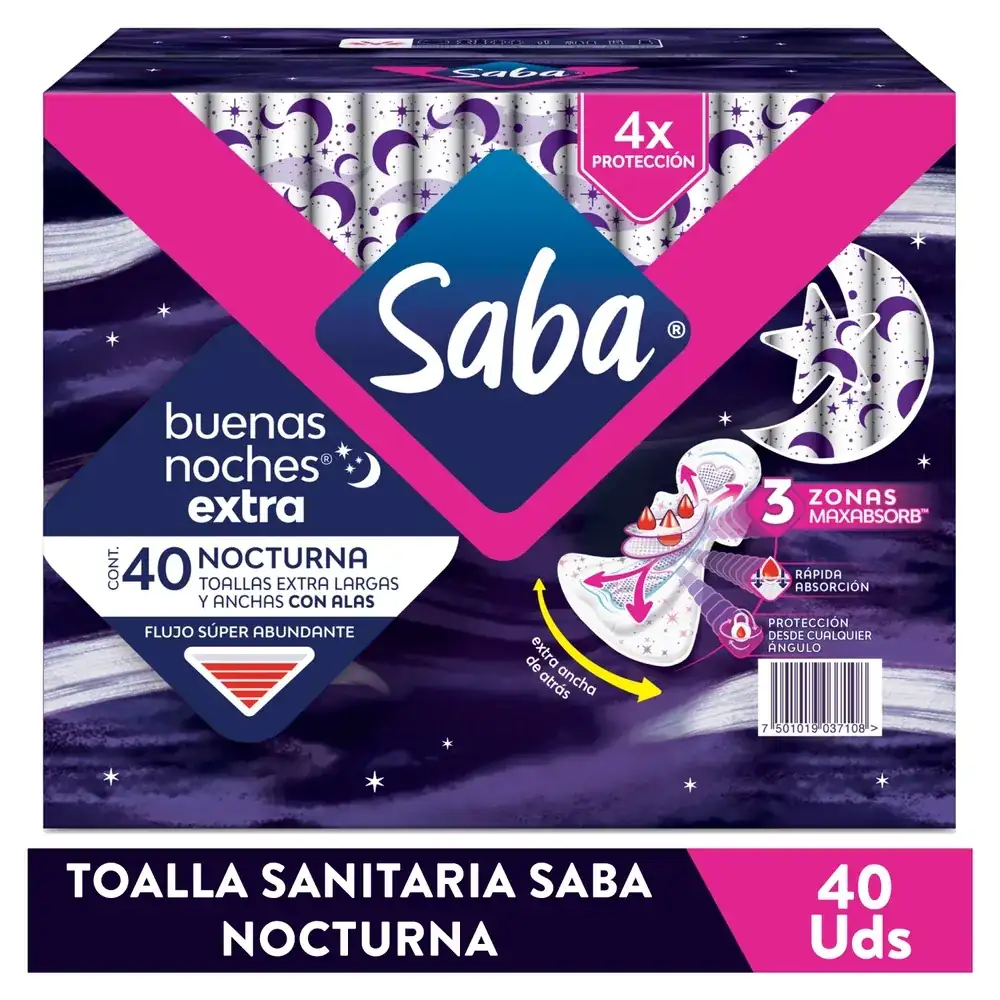 Saba
4x
PROTECCIÓN
Saba®
buenas
noches®
extra
CONT.
40 NOCTURNA
TOALLAS EXTRA LARGAS
Y ANCHAS CON ALAS
FLUJO SÚPER ABUNDANTE
3 ZONAS
MAXABSORB™
RÁPIDA
ABSORCIÓN
PROTECCIÓN
DESDE CUALQUIER
ÁNGULO
extra ancha
de atrás
7 501019 037108 >
TOALLA SANITARIA SABA
NOCTURNA
40
Uds